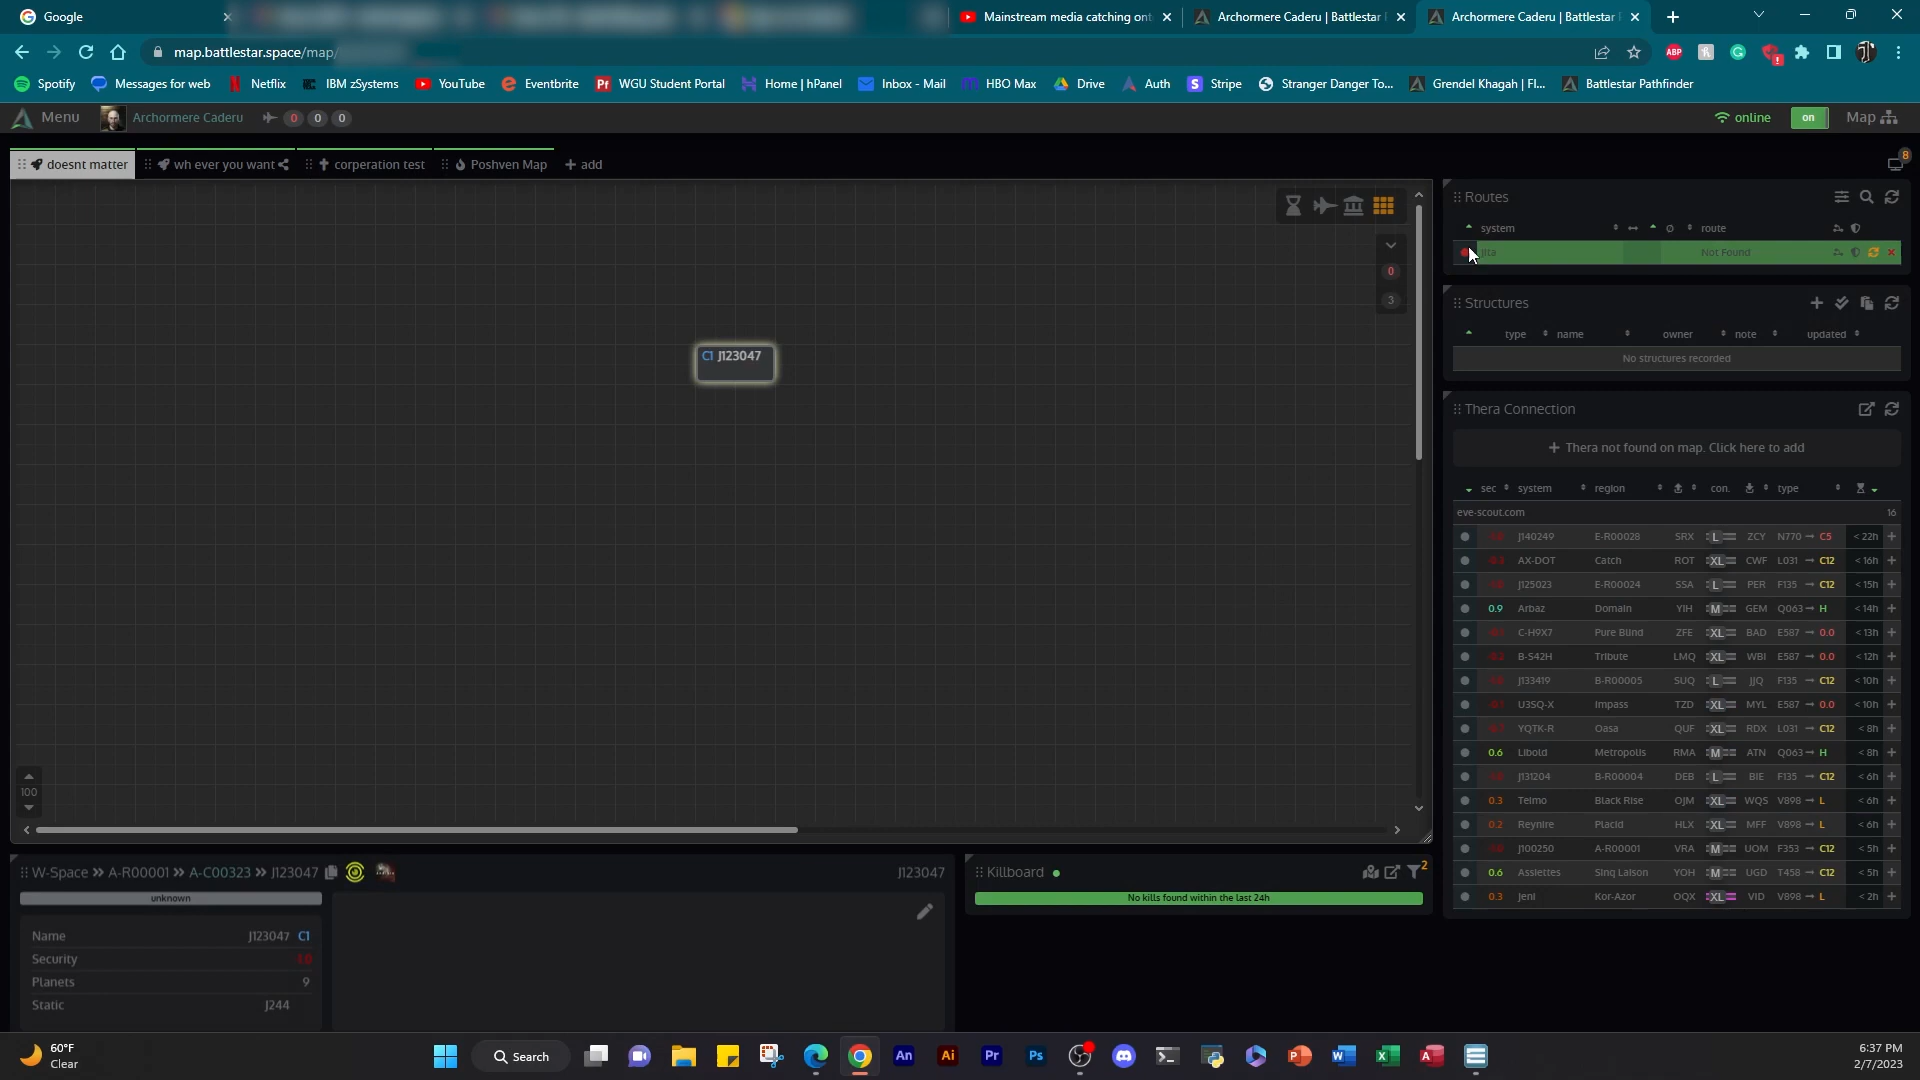 Google
Mainstream media catching ont
Archormere Caderu | Battlestar
Archormere Caderu | Battlestar
map.battlestar.space/map/
ABP
Spotify Messages for web Netflix IBM zSystems YouTube Eventbrite WGU Student Portal Home | hPanel Inbox - Mail HBO Max Drive Auth Stripe Stranger Danger To... Grendel Khagah | Fl... Battlestar Pathfinder
Menu Archormere Caderu 0 0 0 online on Map
doesnt matter wh ever you want corperation test Poshven Map + add 8
Routes
system route
Not Found
0
3
Structures
type name owner note updated
No structures recorded
C1 J123047
Thera Connection
+ Thera not found on map. Click here to add
sec system region con. type
eve-scout.com 16
J140249 E-R00028 SRX L ZCY N770 → C5 < 22h +
AX-DOT Catch ROT XL CWF L031 → C12 < 16h +
J125023 E-R00024 SSA L PER F135 → C12 < 15h +
0.9 Arbaz Domain YIH M GEM Q063 → H < 14h +
C-H9X7 Pure Blind ZFE XL BAD E587 → 0.0 < 13h +
B-S42H Tribute LMQ XL WBI E587 → 0.0 < 12h +
J133419 B-R00005 SUQ L JJQ F135 → C12 < 10h +
U3SQ-X Impass TZD XL MYL E587 → 0.0 < 10h +
YQTK-R Oasa QUF XL RDX L031 → C12 < 8h +
0.6 Libold Metropolis RMA M ATN Q063 → H < 8h +
J131204 B-R00004 DEB L BIE F135 → C12 < 6h +
0.3 Teimo Black Rise OJM XL WQS V898 → L < 6h +
0.2 Reynire Placid HLX XL MFF V898 → L < 6h +
J100250 A-R00001 VRA M UOM F353 → C12 < 5h +
0.6 Assiettes Sinq Laison YOH M UGD T458 → C12 < 5h +
0.3 Jeni Kor-Azor OQX XL VID V898 → L < 2h +
100
W-Space » A-R00001 » A-C00323 » J123047 J123047
unknown
Name J123047 C1
Security
Planets 9
Static J244
Killboard 2
No kills found within the last 24h
60°F
Clear
Search
An Ai Pr Ps
6:37 PM
2/7/2023